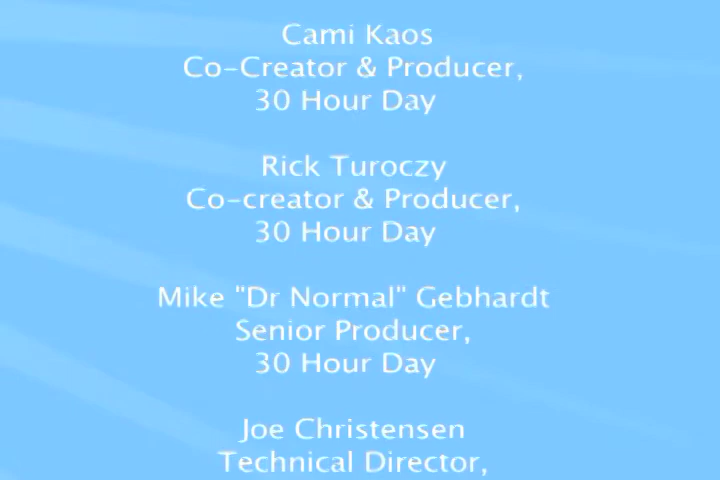 Cami Kaos
Co-Creator & Producer,
30 Hour Day
Rick Turoczy
Co-creator & Producer,
30 Hour Day
Mike "Dr Normal" Gebhardt
Senior Producer,
30 Hour Day
Joe Christensen
Technical Director,